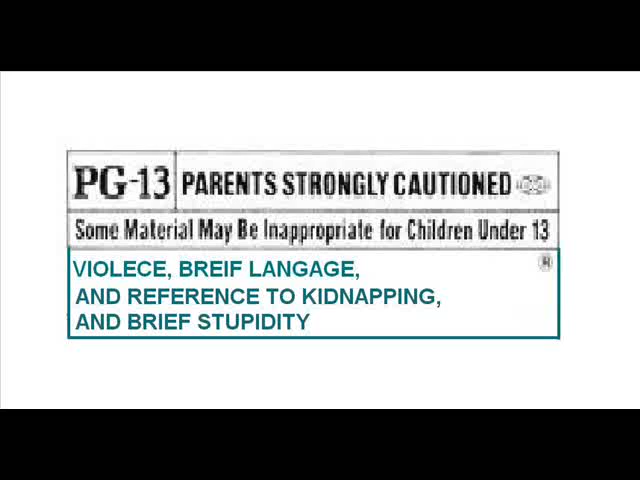 PG-13 PARENTS STRONGLY CAUTIONED
Some Material May Be Inappropriate for Children Under 13
®
VIOLECE, BREIF LANGAGE,
AND REFERENCE TO KIDNAPPING,
AND BRIEF STUPIDITY